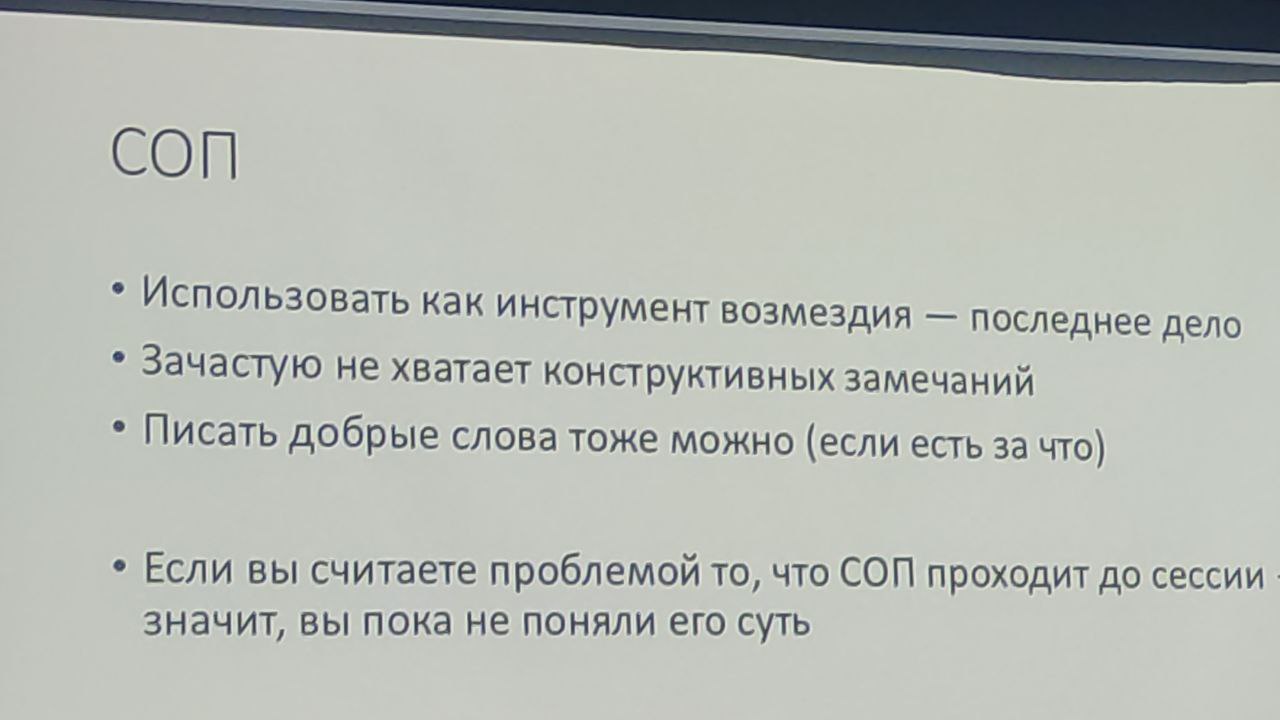 СОП
• Использовать как инструмент возмездия — последнее дело
• Зачастую не хватает конструктивных замечаний
• Писать добрые слова тоже можно (если есть за что)
• Если вы считаете проблемой то, что СОП проходит до сессии -
значит, вы пока не поняли его суть